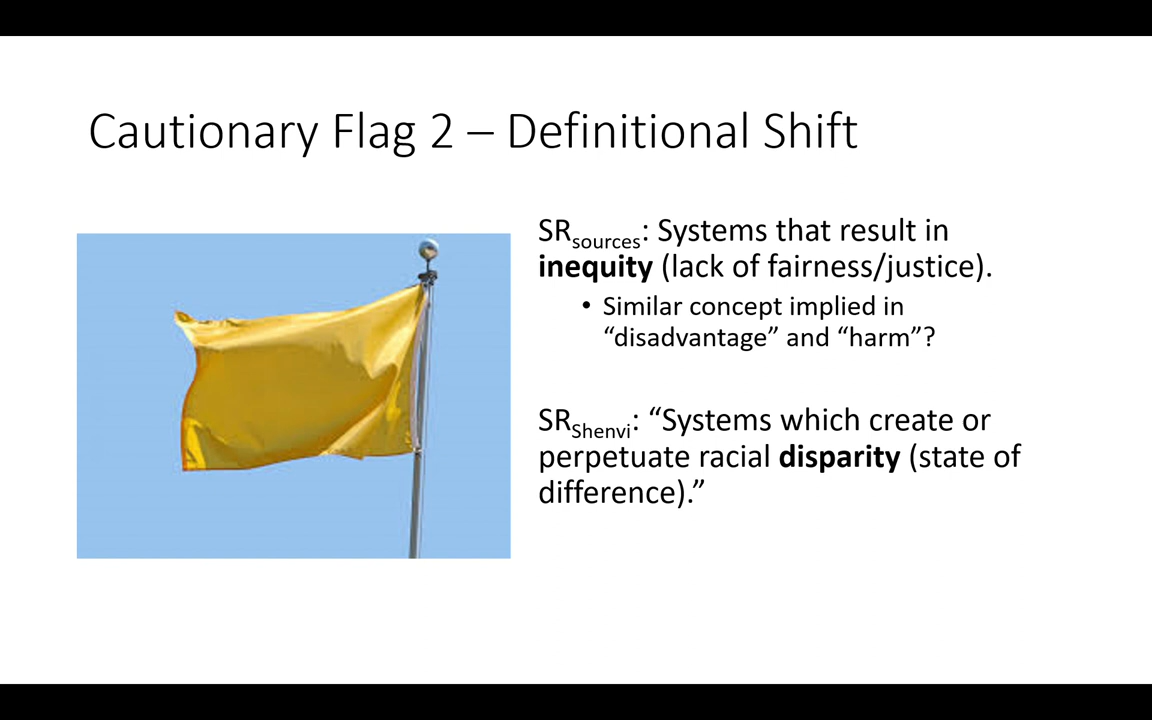 Cautionary Flag 2 – Definitional Shift
SRsources: Systems that result in
inequity (lack of fairness/justice).
• Similar concept implied in
“disadvantage” and “harm”?
SRShenvi: “Systems which create or
perpetuate racial disparity (state of
difference).”